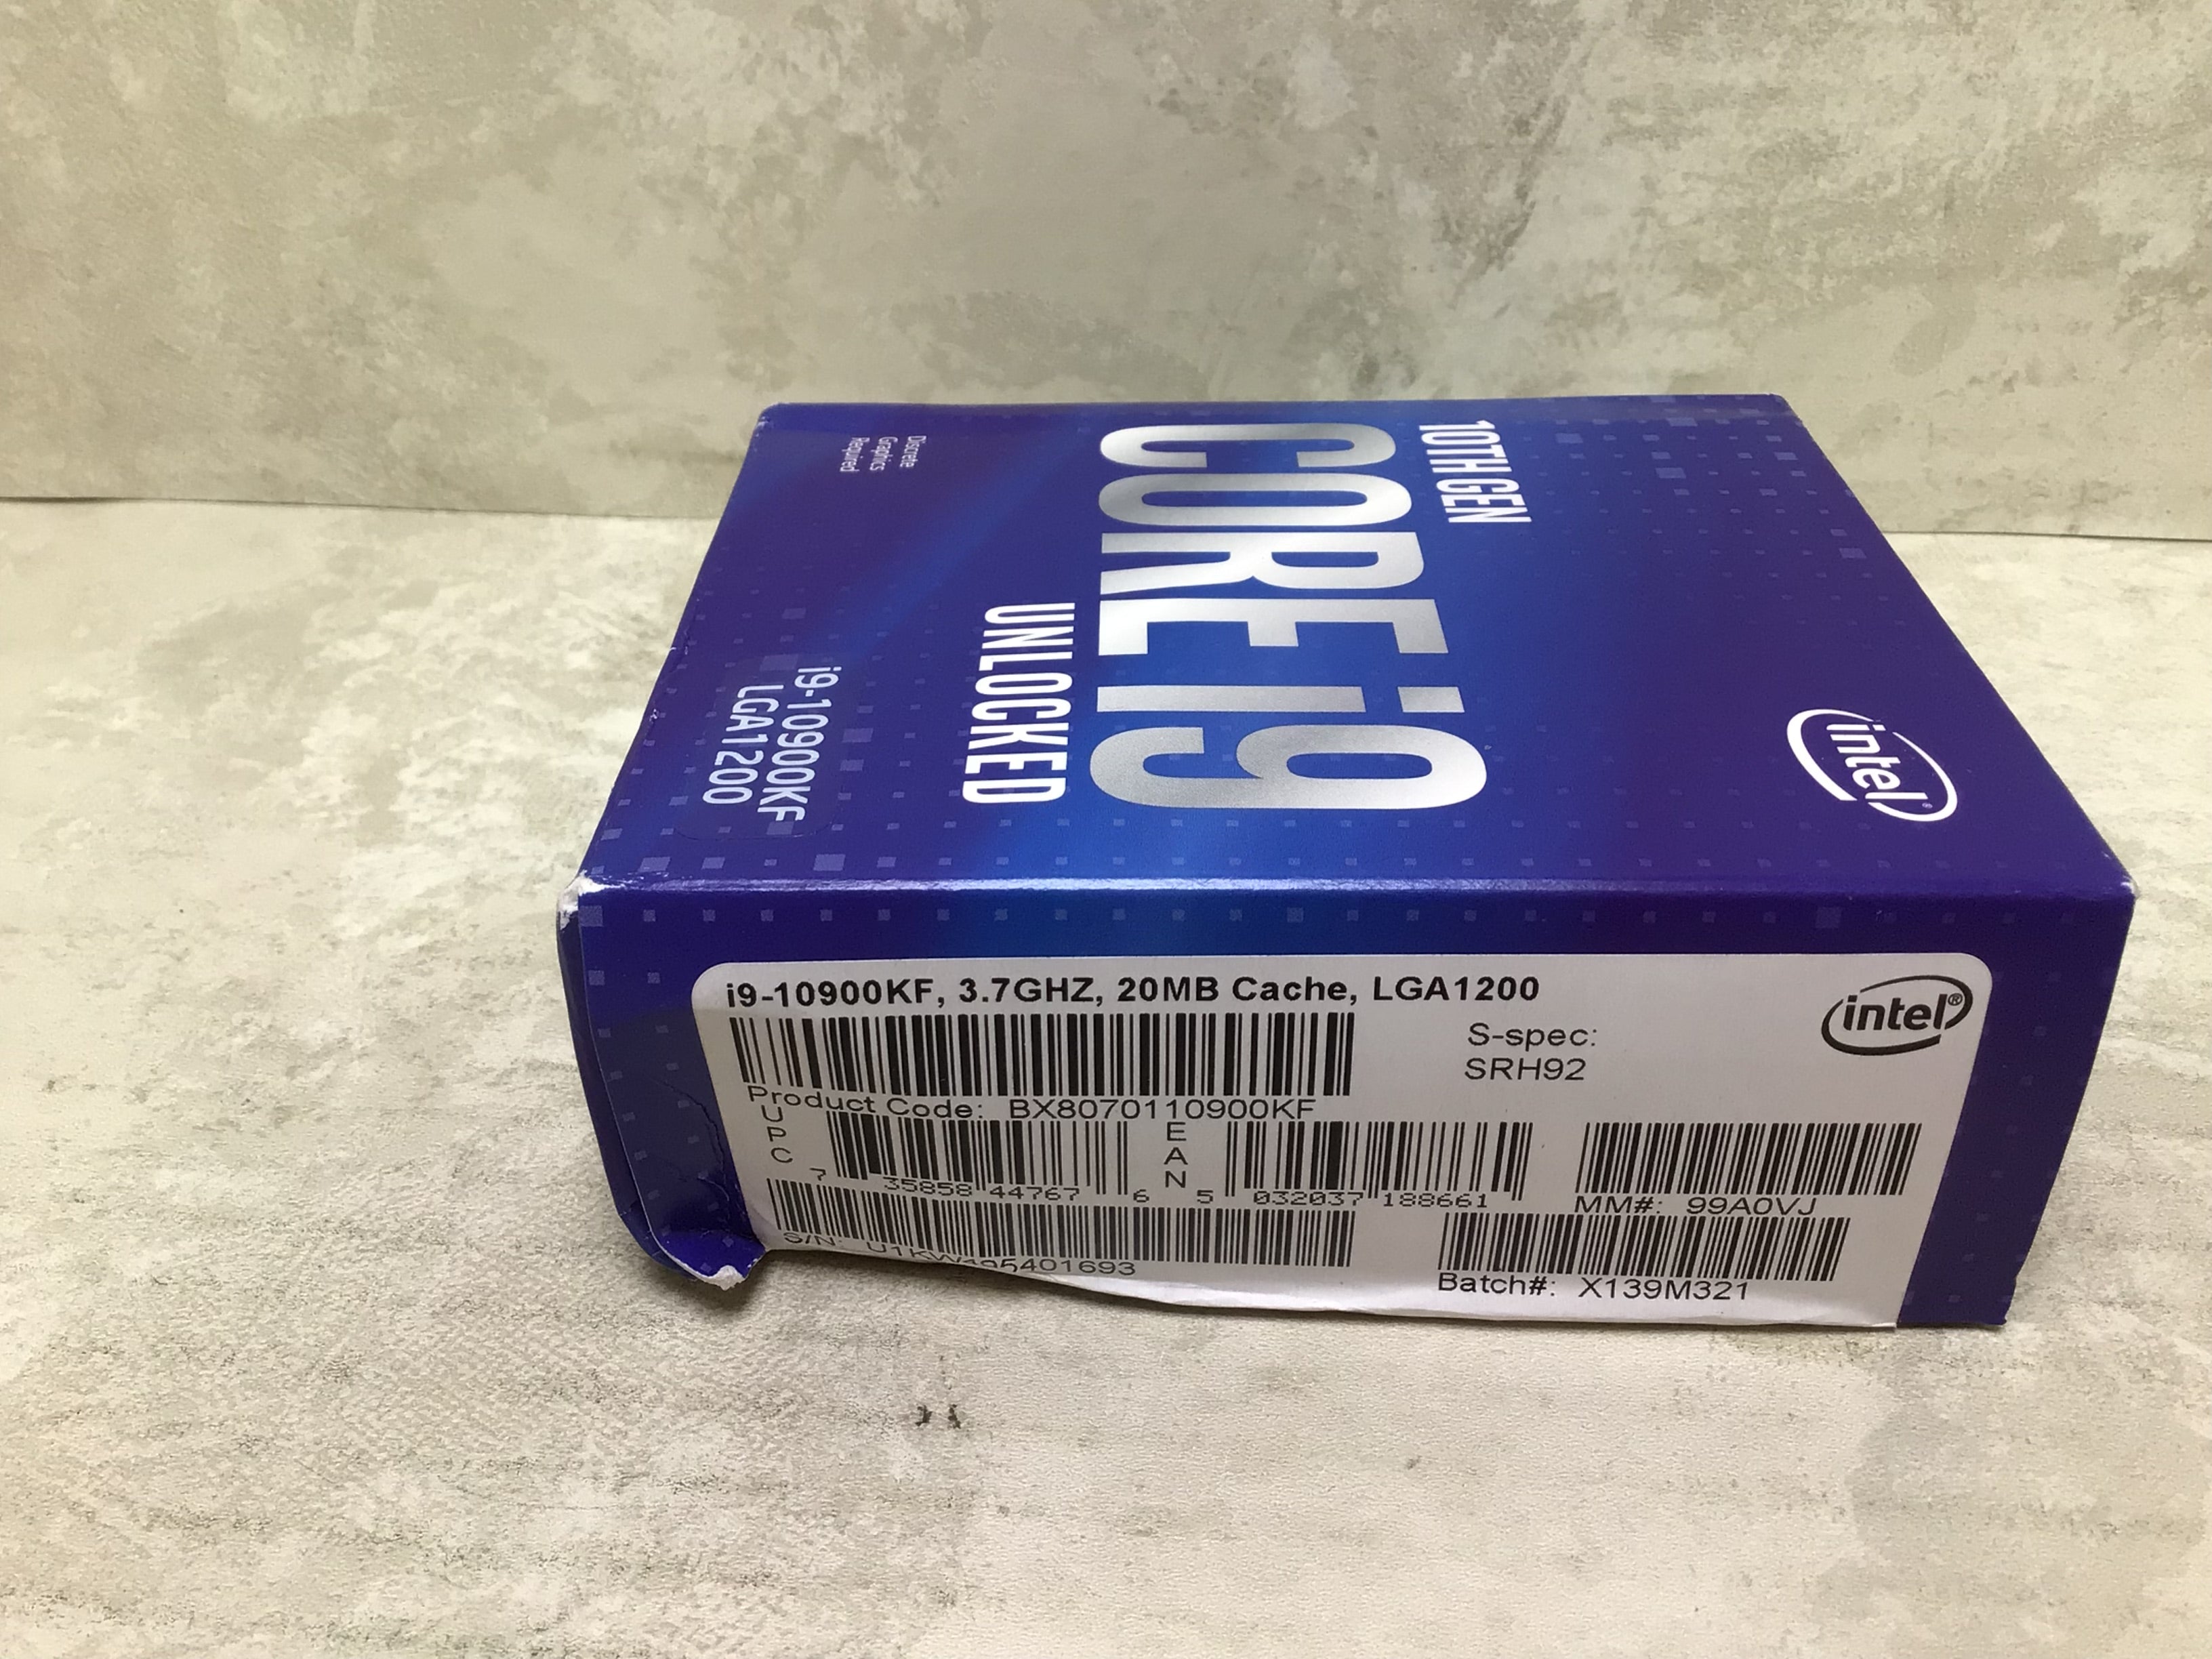 intel®
10TH GEN
CORE i9
UNLOCKED
i9-10900KF
LGA1200
Discrete
Graphics
Required
i9-10900KF, 3.7GHZ, 20MB Cache, LGA1200
intel®
S-spec:
SRH92
Product Code: BX8070110900KF
UPC
7 35858 44767 6
EAN
5 032037 188661
MM#: 99A0VJ
S/N:
Batch#: X139M321